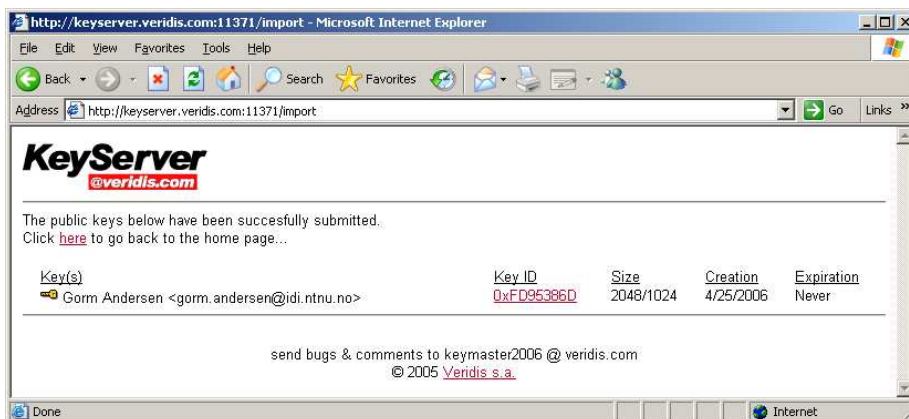 http://keyserver.veridis.com:11371/import - Microsoft Internet Explorer
File Edit View Favorites Tools Help
Back Search Favorites
Address http://keyserver.veridis.com:11371/import Go Links »
KeyServer
@veridis.com
The public keys below have been succesfully submitted.
Click here to go back to the home page...
Key(s) Key ID Size Creation Expiration
Gorm Andersen <gorm.andersen@idi.ntnu.no> 0xFD95386D 2048/1024 4/25/2006 Never
send bugs & comments to keymaster2006 @ veridis.com
© 2005 Veridis s.a.
Done Internet